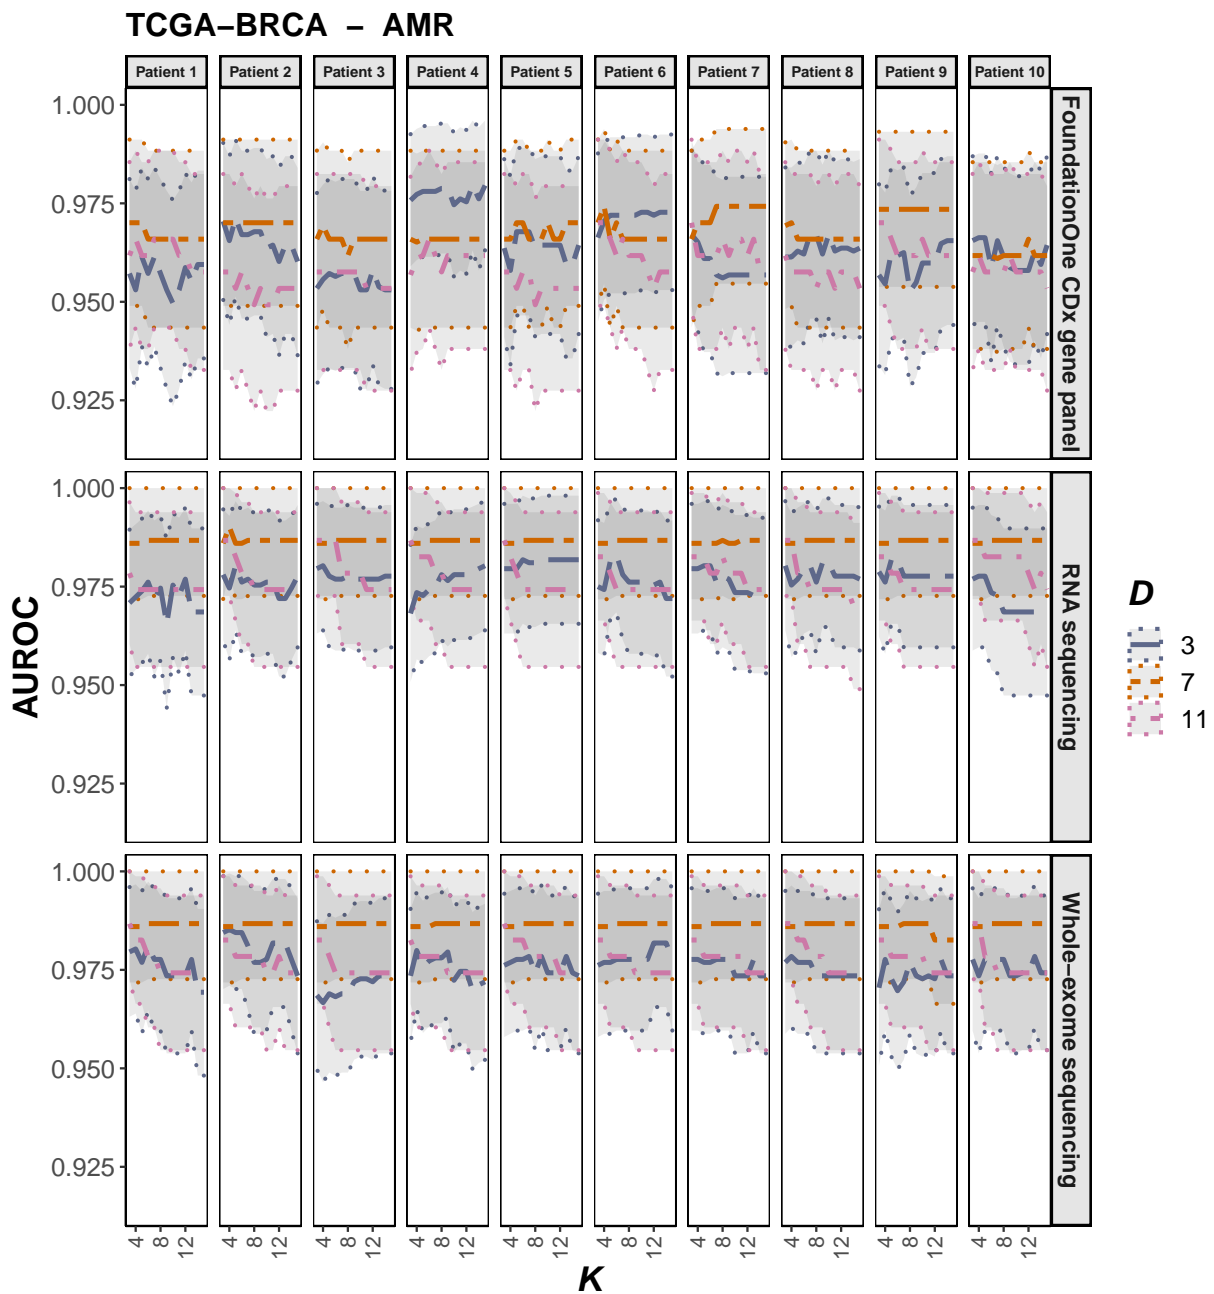 TCGA–BRCA – AMR
Patient 1 Patient 2 Patient 3 Patient 4 Patient 5 Patient 6 Patient 7 Patient 8 Patient 9 Patient 10
1.000
0.975
0.950
0.925
FoundationOne CDx gene panel
1.000
0.975
0.950
0.925
RNA sequencing
1.000
0.975
0.950
0.925
Whole–exome sequencing
AUROC
4 8 12 4 8 12 4 8 12 4 8 12 4 8 12 4 8 12 4 8 12 4 8 12 4 8 12 4 8 12
K
D
3
7
11